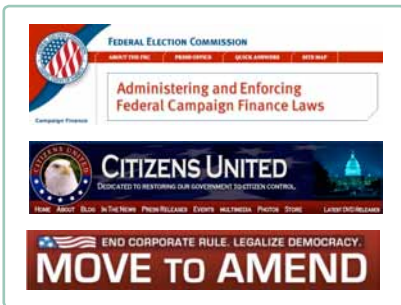 FEDERAL ELECTION COMMISSION
ABOUT THE FEC PRESS OFFICE QUICK ANSWERS SITE MAP
Administering and Enforcing
Federal Campaign Finance Laws
Campaign Finance
CITIZENS UNITED
CITIZENS UNITED
DEDICATED TO RESTORING OUR GOVERNMENT TO CITIZEN CONTROL.
HOME ABOUT BLOG IN THE NEWS PRESS RELEASES EVENTS MULTIMEDIA PHOTOS STORE LATEST DVD RELEASES
END CORPORATE RULE. LEGALIZE DEMOCRACY.
MOVE TO AMEND